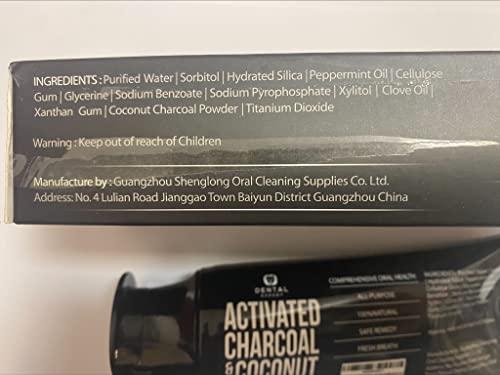 INGREDIENTS : Purified Water | Sorbitol | Hydrated Silica | Peppermint Oil | Cellulose
Gum | Glycerine | Sodium Benzoate | Sodium Pyrophosphate | Xylitol | Clove Oil |
Xanthan Gum | Coconut Charcoal Powder | Titanium Dioxide
Warning : Keep out of reach of Children
Manufacture by : Guangzhou Shenglong Oral Cleaning Supplies Co. Ltd.
Address: No. 4 Lulian Road Jianggao Town Baiyun District Guangzhou China
DENTAL
EXPERT
ACTIVATED
CHARCOAL
& COCONUT
COMPREHENSIVE ORAL HEALTH
ALL PURPOSE
100% NATURAL
SAFE REMEDY
FRESH BREATH